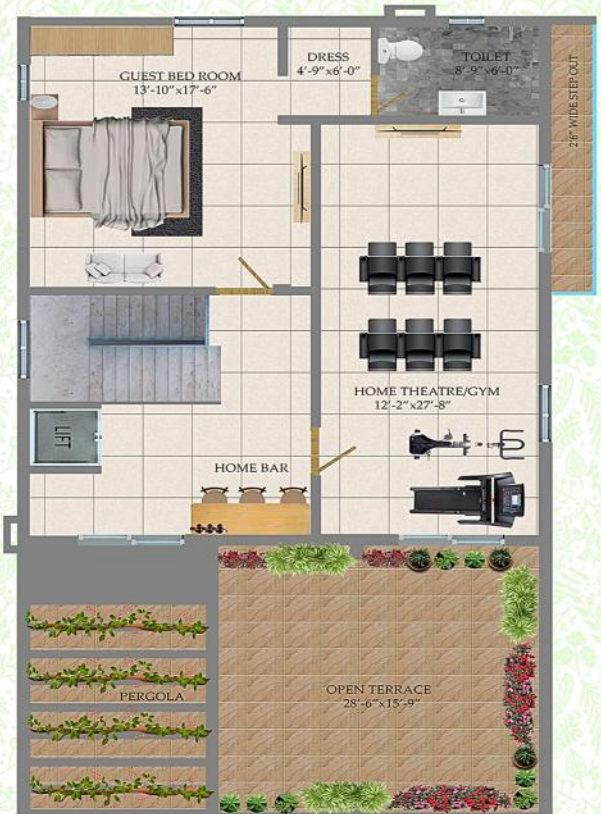 GUEST BED ROOM
13'-10"x17'-6"
DRESS
4'-9"x6'-0"
TOILET
8'-9"x6'-0"
2'6" WIDE STEP OUT
HOME THEATRE/GYM
12'-2"x27'-8"
LIFT
HOME BAR
PERGOLA
OPEN TERRACE
28'-6"x15'-9"